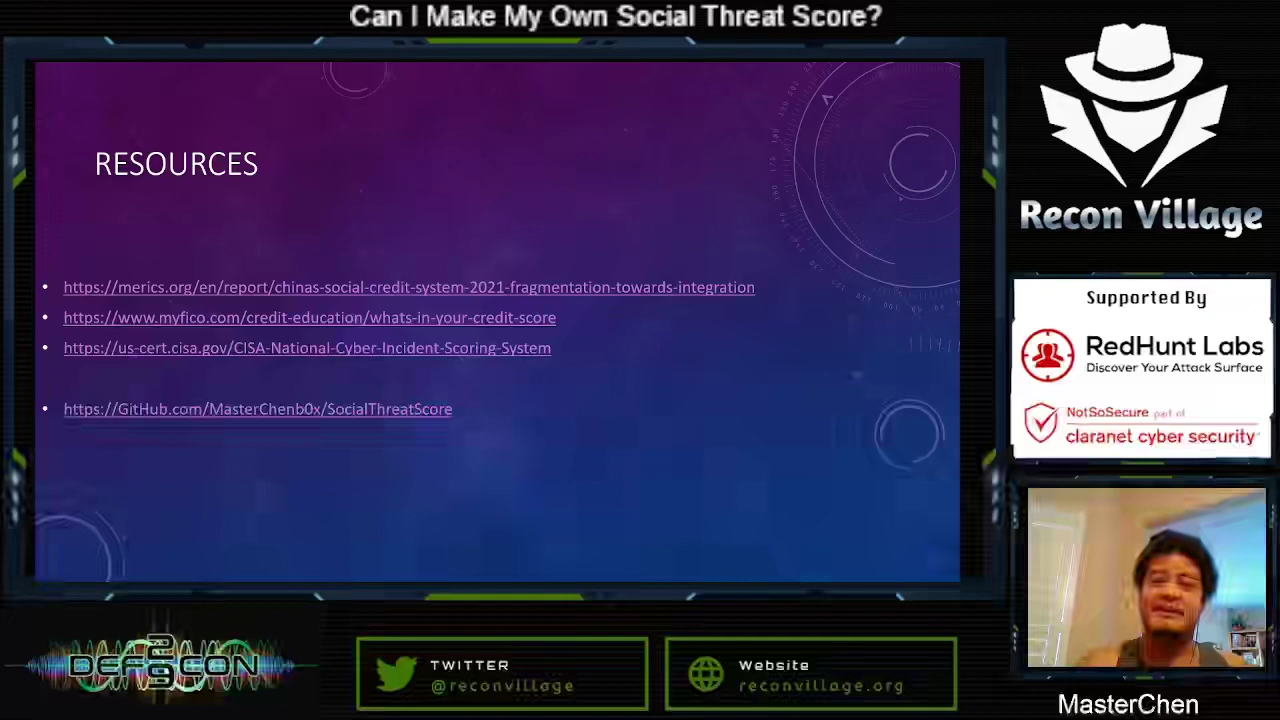 Can I Make My Own Social Threat Score?
RESOURCES
• https://merics.org/en/report/chinas-social-credit-system-2021-fragmentation-towards-integration
• https://www.myfico.com/credit-education/whats-in-your-credit-score
• https://us-cert.cisa.gov/CISA-National-Cyber-Incident-Scoring-System
• https://GitHub.com/MasterChenb0x/SocialThreatScore
Recon Village
Supported By
RedHunt Labs
Discover Your Attack Surface
NotSoSecure part of
claranet cyber security
DEF CON
29
TWITTER
@reconvillage
Website
reconvillage.org
MasterChen